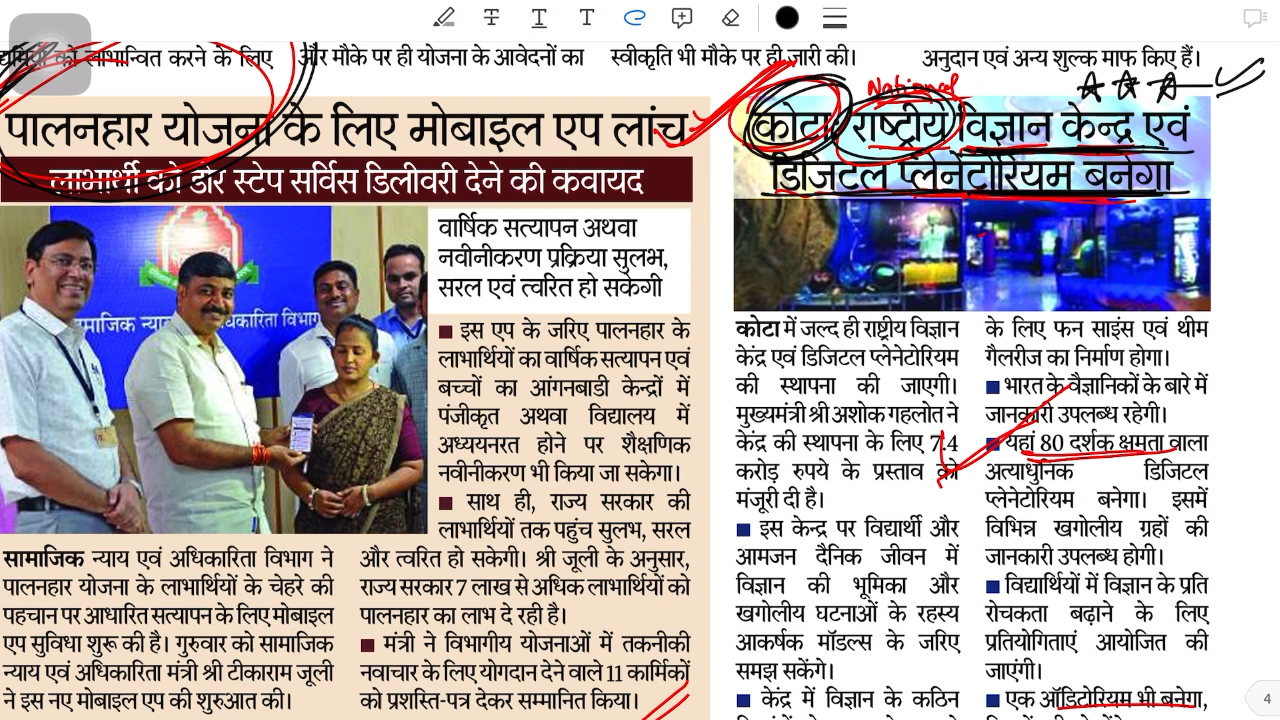 को लाभान्वित करने के लिए
और मौके पर ही योजना के आवेदनों का
स्वीकृति भी मौके पर ही जारी की।
अनुदान एवं अन्य शुल्क माफ किए हैं।
पालनहार योजना के लिए मोबाइल एप लांच
लाभार्थी को डोर स्टेप सर्विस डिलीवरी देने की कवायद
वार्षिक सत्यापन अथवा
नवीनीकरण प्रक्रिया सुलभ,
सरल एवं त्वरित हो सकेगी
■ इस एप के जरिए पालनहार के
लाभार्थियों का वार्षिक सत्यापन एवं
बच्चों का आंगनबाडी केन्द्रों में
पंजीकृत अथवा विद्यालय में
अध्ययनरत होने पर शैक्षणिक
नवीनीकरण भी किया जा सकेगा।
■ साथ ही, राज्य सरकार की
लाभार्थियों तक पहुंच सुलभ, सरल
सामाजिक न्याय एवं अधिकारिता विभाग ने
पालनहार योजना के लाभार्थियों के चेहरे की
पहचान पर आधारित सत्यापन के लिए मोबाइल
एप सुविधा शुरू की है। गुरुवार को सामाजिक
न्याय एवं अधिकारिता मंत्री श्री टीकाराम जूली
ने इस नए मोबाइल एप की शुरुआत की।
और त्वरित हो सकेगी। श्री जूली के अनुसार,
राज्य सरकार 7 लाख से अधिक लाभार्थियों को
पालनहार का लाभ दे रही है।
■ मंत्री ने विभागीय योजनाओं में तकनीकी
नवाचार के लिए योगदान देने वाले 11 कार्मिकों
को प्रशस्ति-पत्र देकर सम्मानित किया।
National
कोटा राष्ट्रीय विज्ञान केन्द्र एवं
डिजिटल प्लेनेटोरियम बनेगा
कोटा में जल्द ही राष्ट्रीय विज्ञान
केंद्र एवं डिजिटल प्लेनेटोरियम
की स्थापना की जाएगी।
मुख्यमंत्री श्री अशोक गहलोत ने
केंद्र की स्थापना के लिए 7.4
करोड़ रुपये के प्रस्ताव को
मंजूरी दी है।
■ इस केन्द्र पर विद्यार्थी और
आमजन दैनिक जीवन में
विज्ञान की भूमिका और
खगोलीय घटनाओं के रहस्य
आकर्षक मॉडल्स के जरिए
समझ सकेंगे।
■ केंद्र में विज्ञान के कठिन
के लिए फन साइंस एवं थीम
गैलरीज का निर्माण होगा।
■ भारत के वैज्ञानिकों के बारे में
जानकारी उपलब्ध रहेगी।
■ यहां 80 दर्शक क्षमता वाला
अत्याधुनिक डिजिटल
प्लेनेटोरियम बनेगा। इसमें
विभिन्न खगोलीय ग्रहों की
जानकारी उपलब्ध होगी।
■ विद्यार्थियों में विज्ञान के प्रति
रोचकता बढ़ाने के लिए
प्रतियोगिताएं आयोजित की
जाएंगी।
■ एक ऑडिटोरियम भी बनेगा,
4